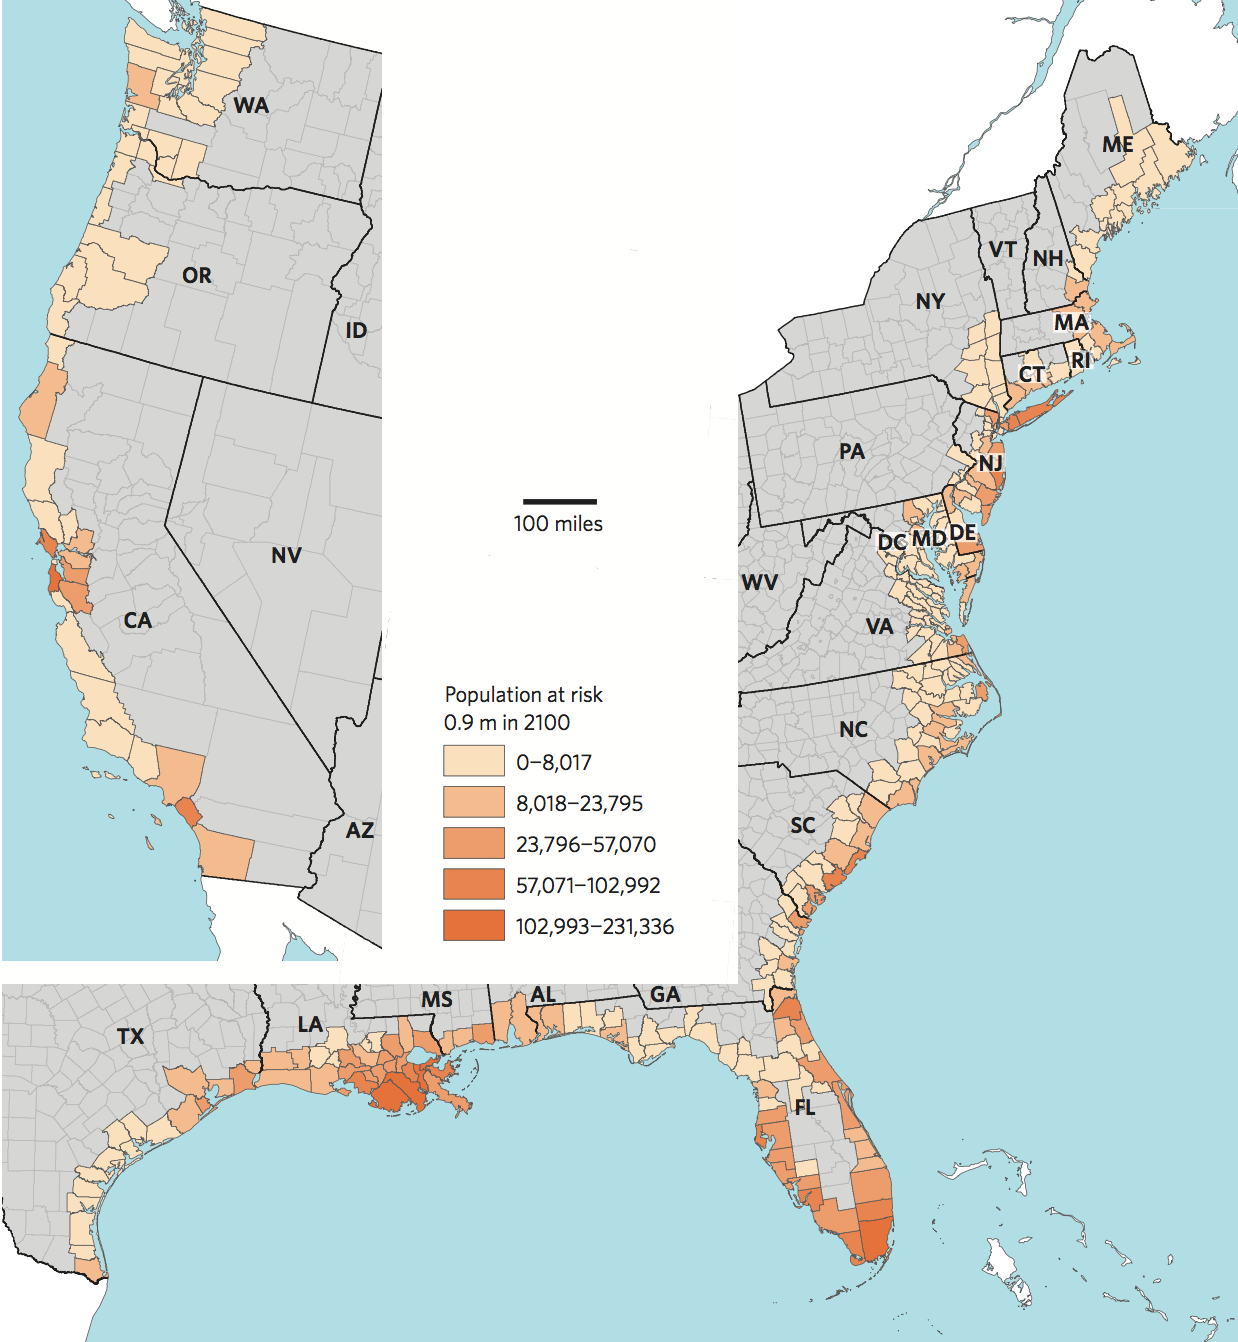 WA
ME
OR
VT
NH
ID
NY
MA
RI
CT
PA
NJ
100 miles
DC
MD
DE
NV
WV
CA
VA
Population at risk
0.9 m in 2100
0–8,017
8,018–23,795
23,796–57,070
57,071–102,992
102,993–231,336
NC
SC
AZ
MS
AL
GA
LA
TX
FL